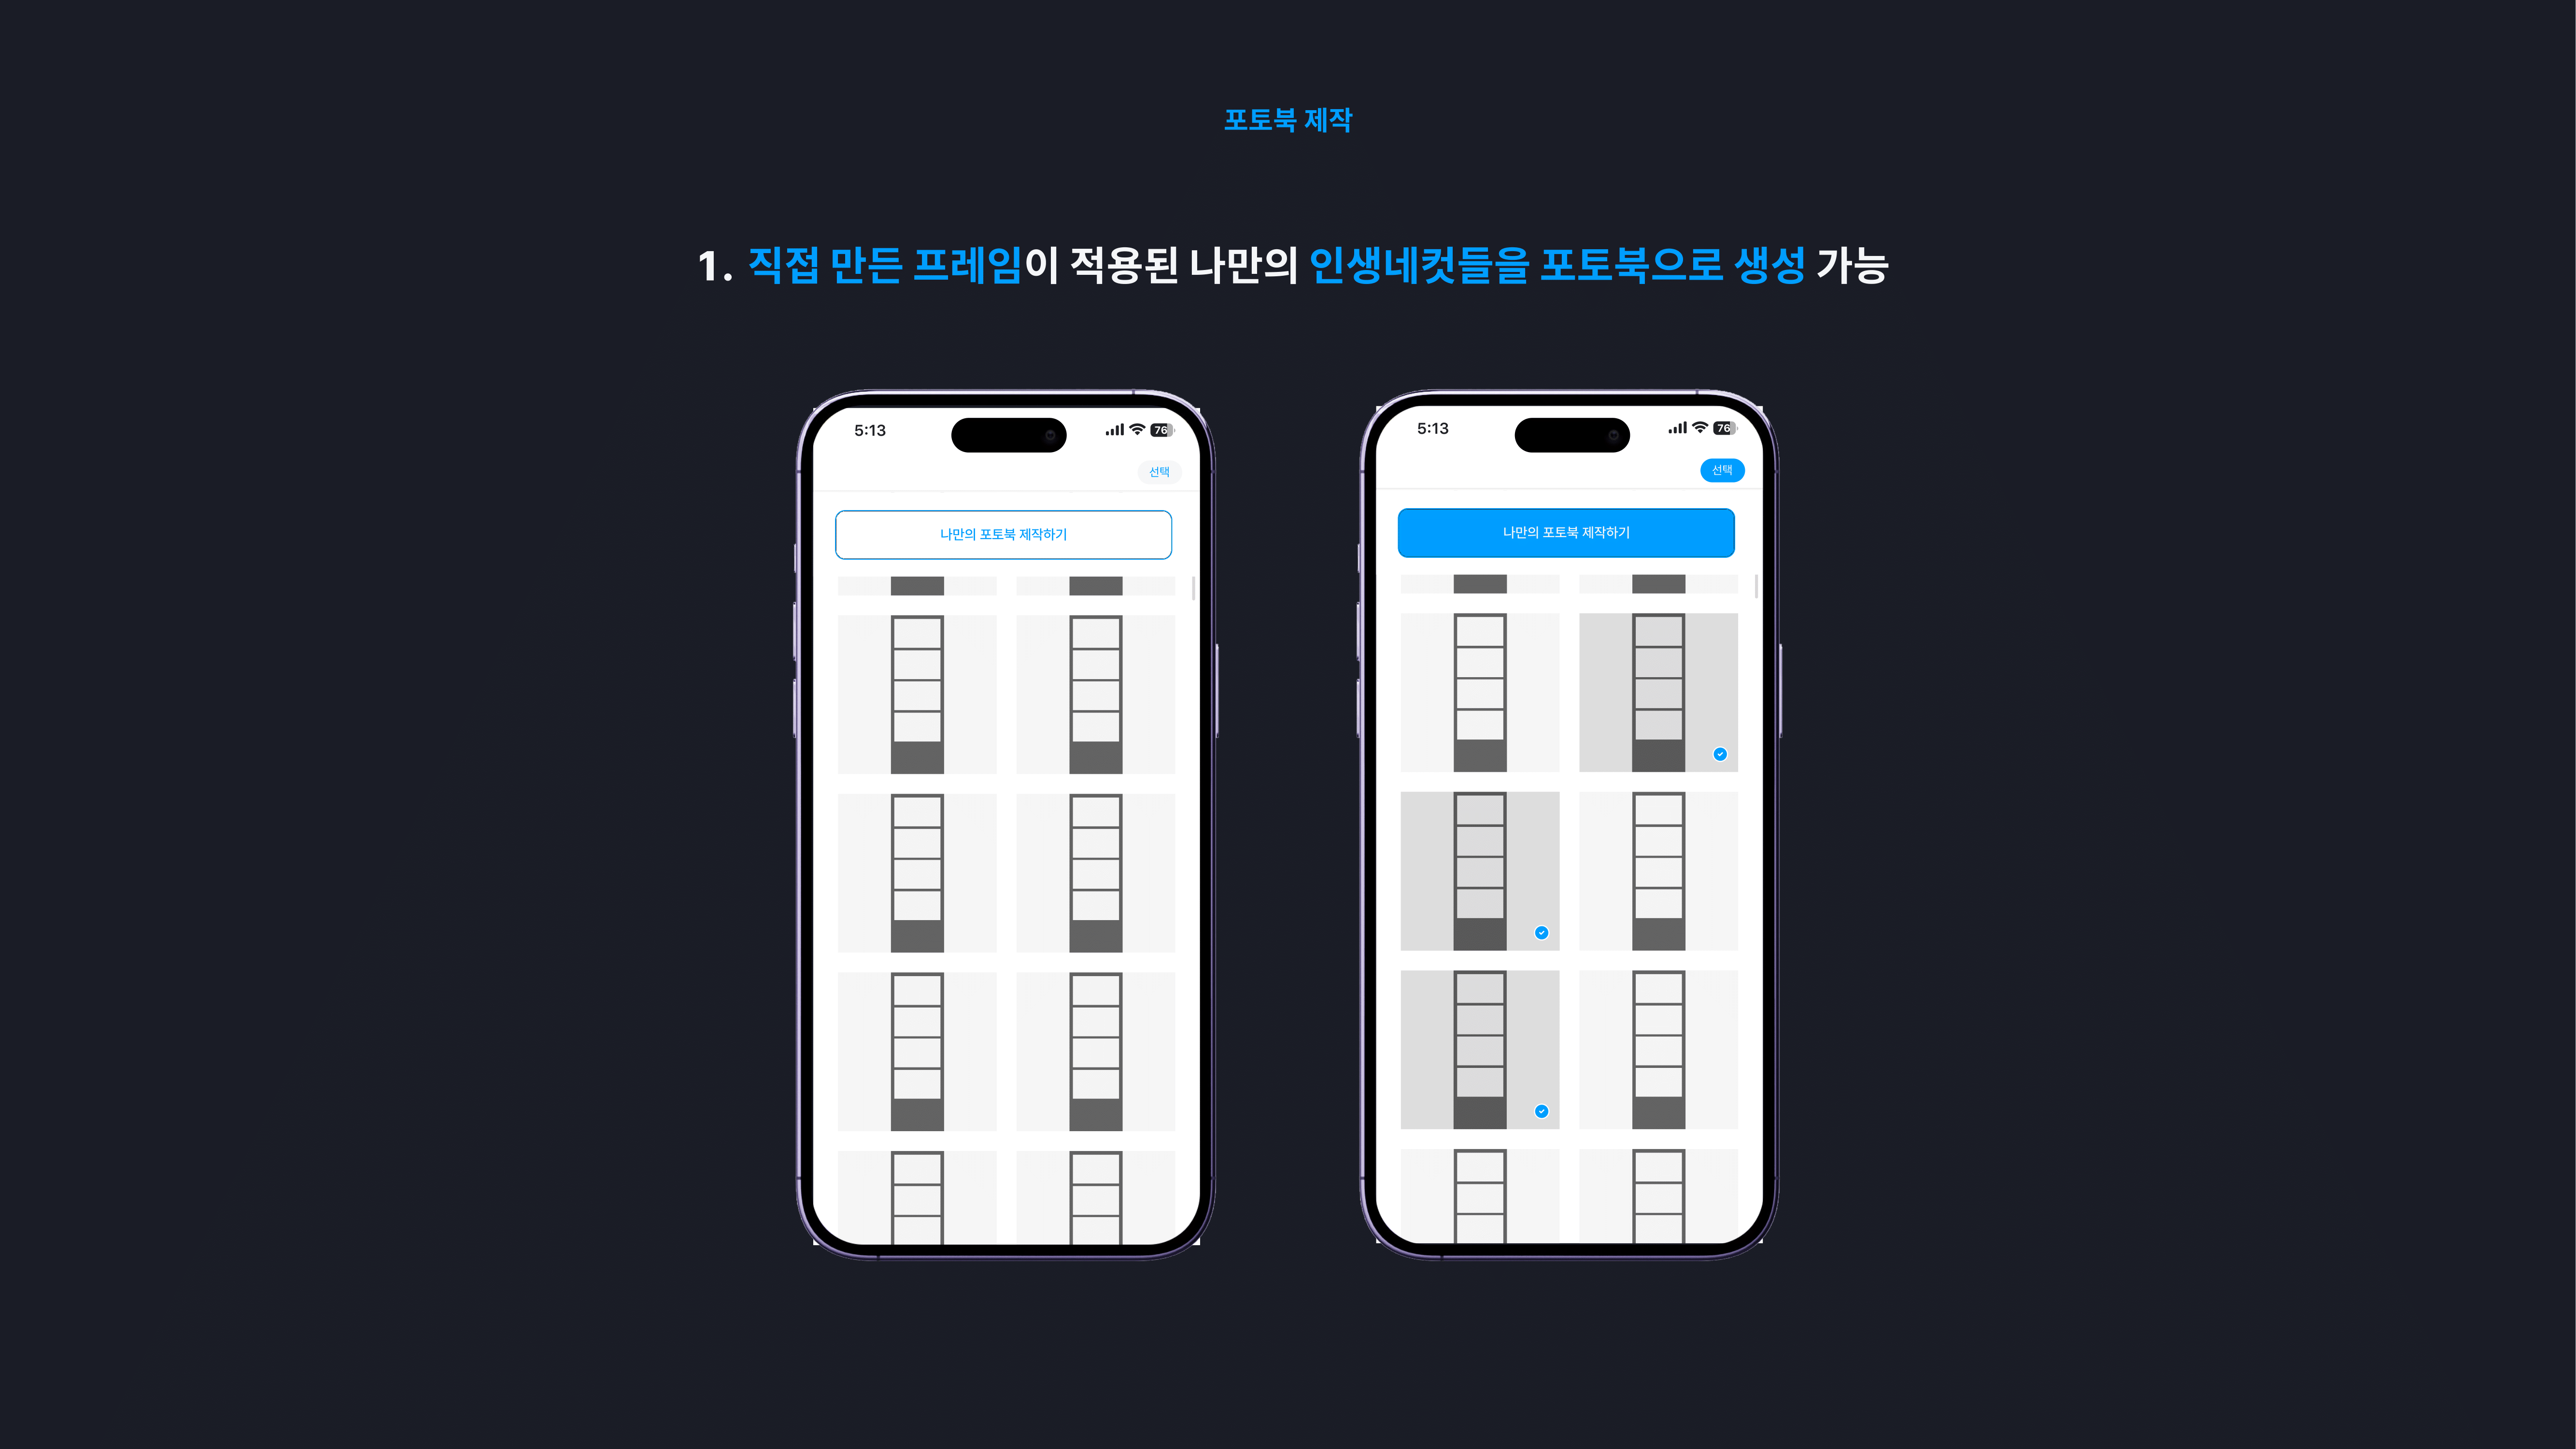 포토북 제작
1. 직접 만든 프레임이 적용된 나만의 인생네컷들을 포토북으로 생성 가능
5:13
76
선택
나만의 포토북 제작하기
5:13
76
선택
나만의 포토북 제작하기